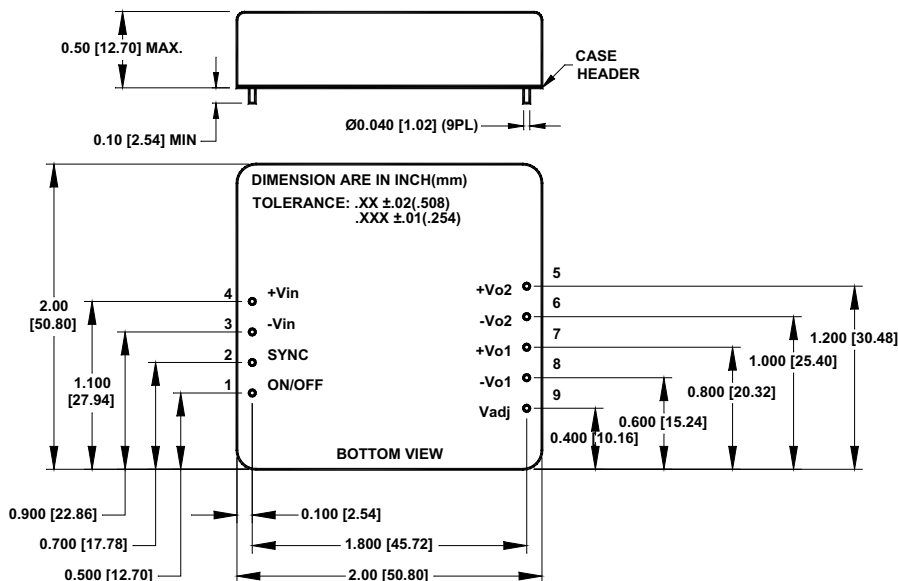 0.50 [12.70] MAX.
CASE
HEADER
0.10 [2.54] MIN
Ø0.040 [1.02] (9PL)
DIMENSION ARE IN INCH(mm)
TOLERANCE: .XX ±.02(.508)
.XXX ±.01(.254)
2.00
[50.80]
1.100
[27.94]
4 +Vin
3 -Vin
2 SYNC
1 ON/OFF
+Vo2 5
-Vo2 6
+Vo1 7
-Vo1 8
Vadj 9
1.200 [30.48]
1.000 [25.40]
0.800 [20.32]
0.600 [15.24]
0.400 [10.16]
BOTTOM VIEW
0.900 [22.86]
0.100 [2.54]
0.700 [17.78]
1.800 [45.72]
0.500 [12.70]
2.00 [50.80]